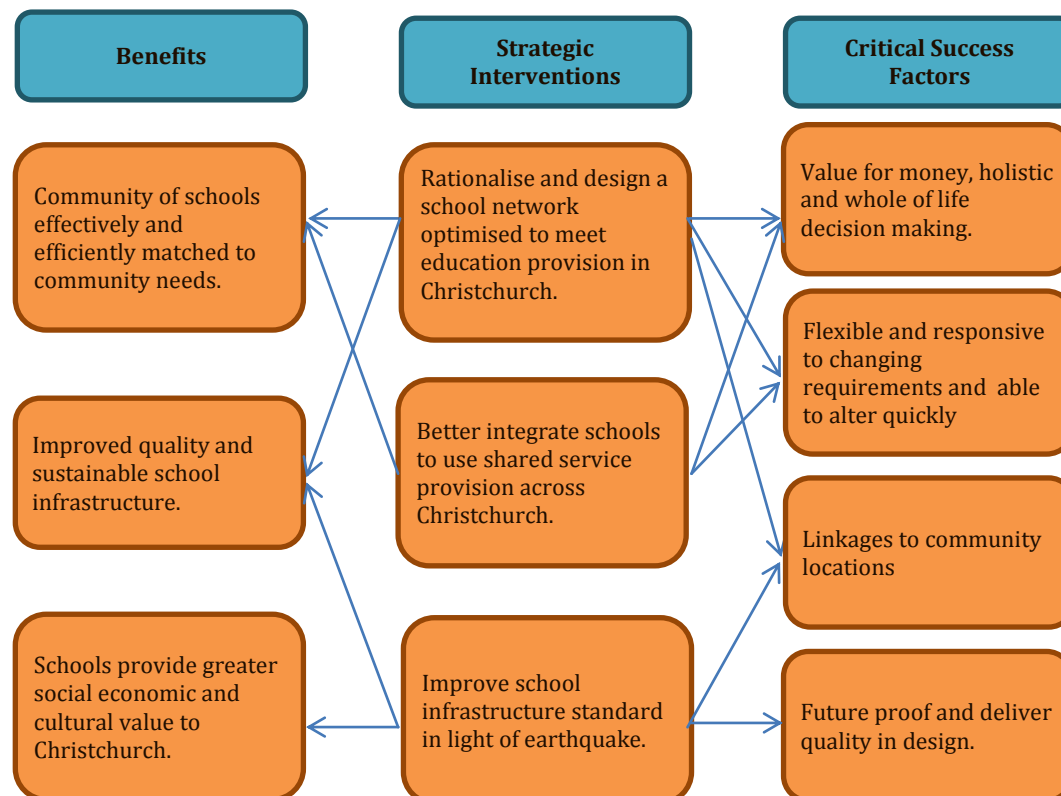 Benefits
Strategic
Interventions
Critical Success
Factors
Community of schools
effectively and
efficiently matched to
community needs.
Rationalise and design a
school network
optimised to meet
education provision in
Christchurch.
Value for money, holistic
and whole of life
decision making.
Flexible and responsive
to changing
requirements and  able
to alter quickly
Improved quality and
sustainable school
infrastructure.
Better integrate schools
to use shared service
provision across
Christchurch.
Linkages to community
locations
Schools provide greater
social economic and
cultural value to
Christchurch.
Improve school
infrastructure standard
in light of earthquake.
Future proof and deliver
quality in design.